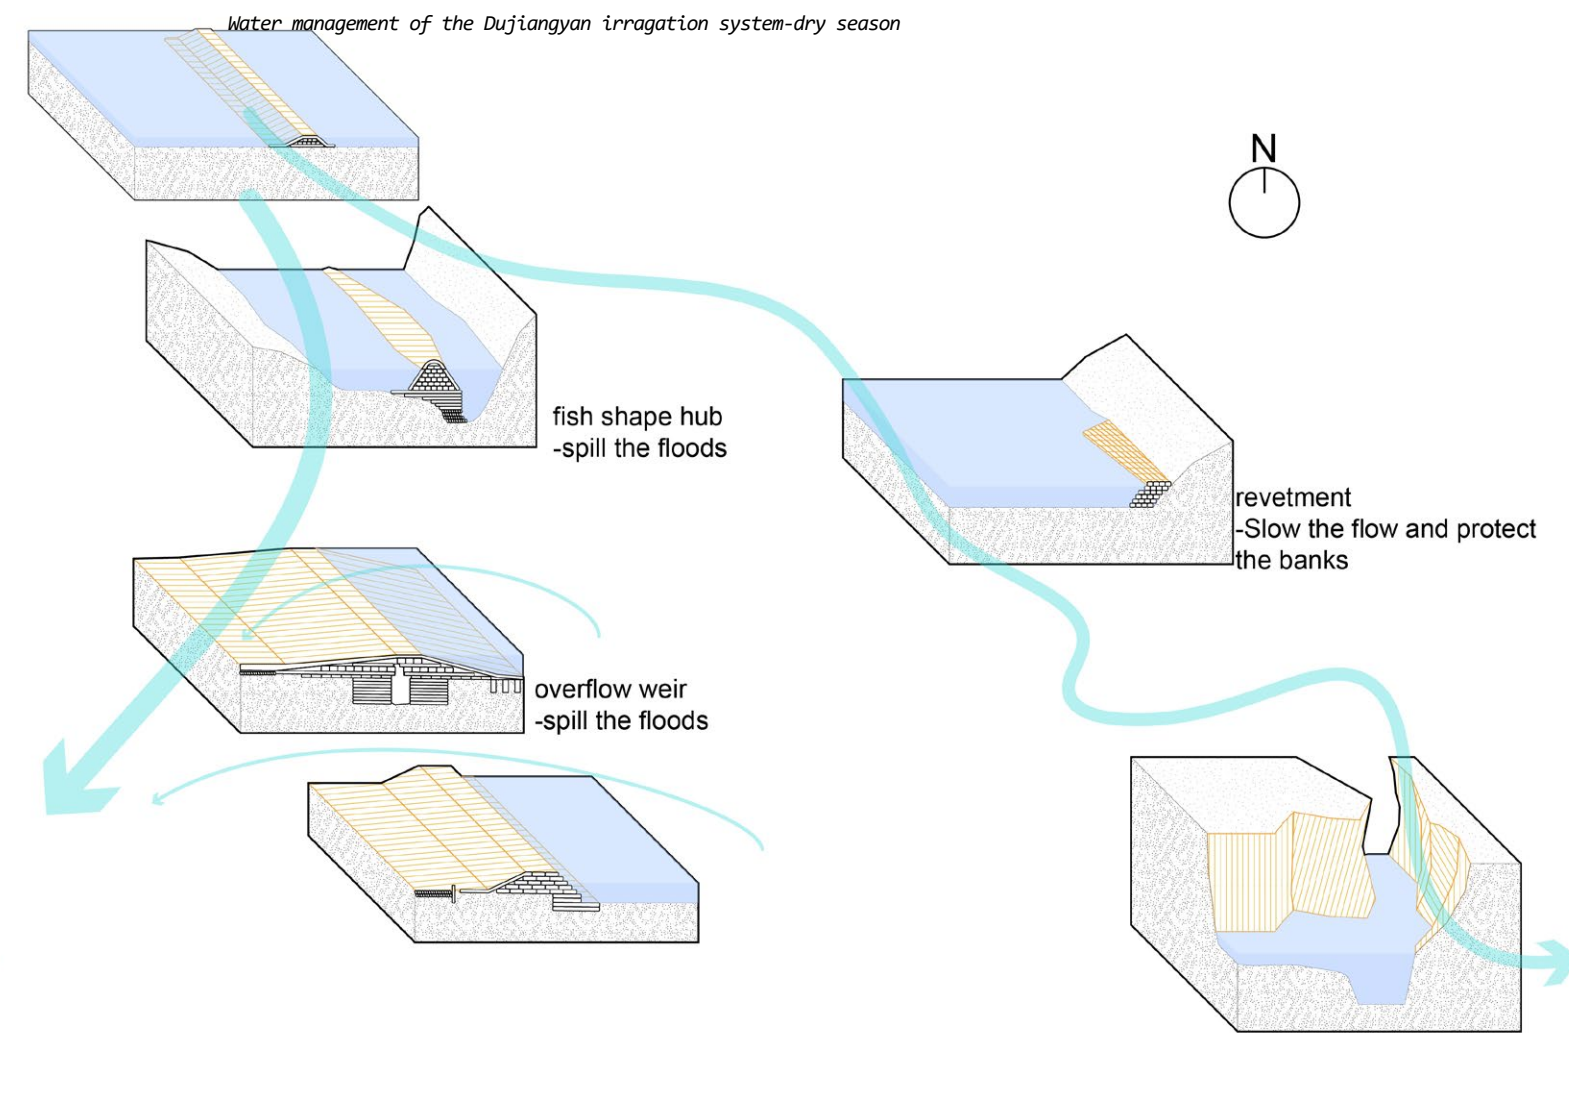 Water management of the Dujiangyan irragation system-dry season
N
fish shape hub
-spill the floods
revetment
-Slow the flow and protect
the banks
overflow weir
-spill the floods